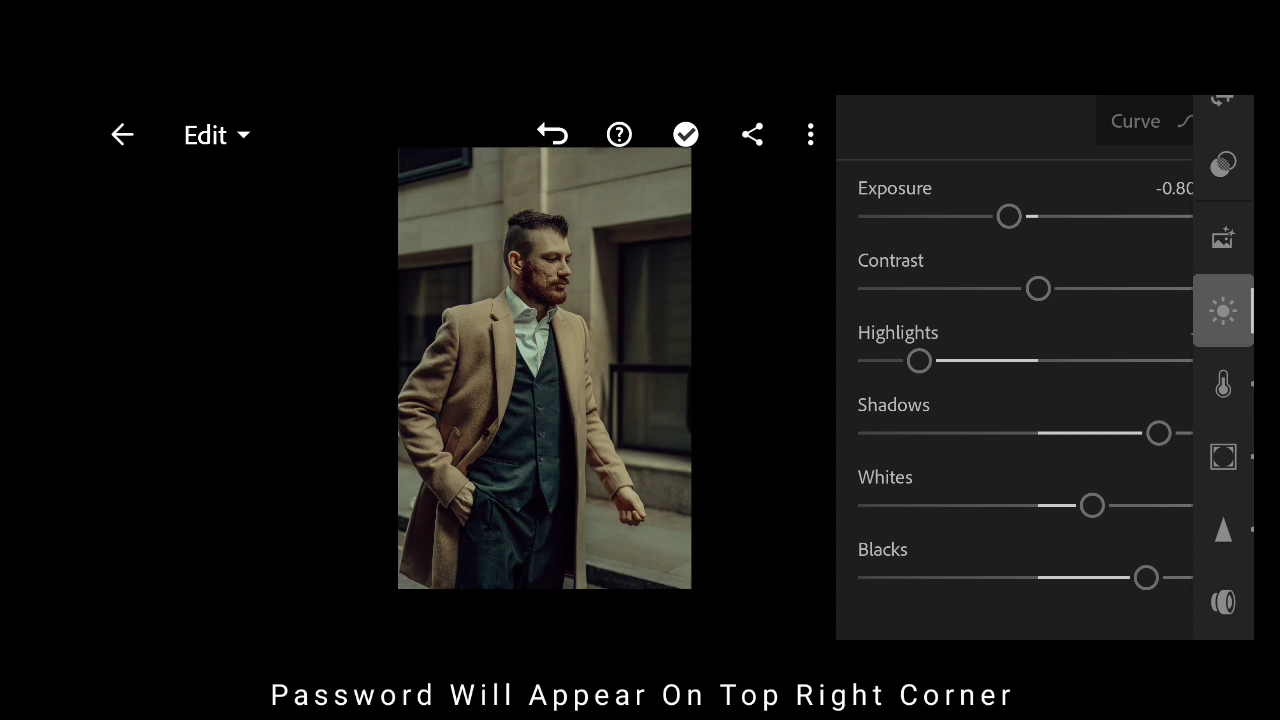 Edit
Curve
Exposure -0.80
Contrast
Highlights
Shadows
Whites
Blacks
Password Will Appear On Top Right Corner